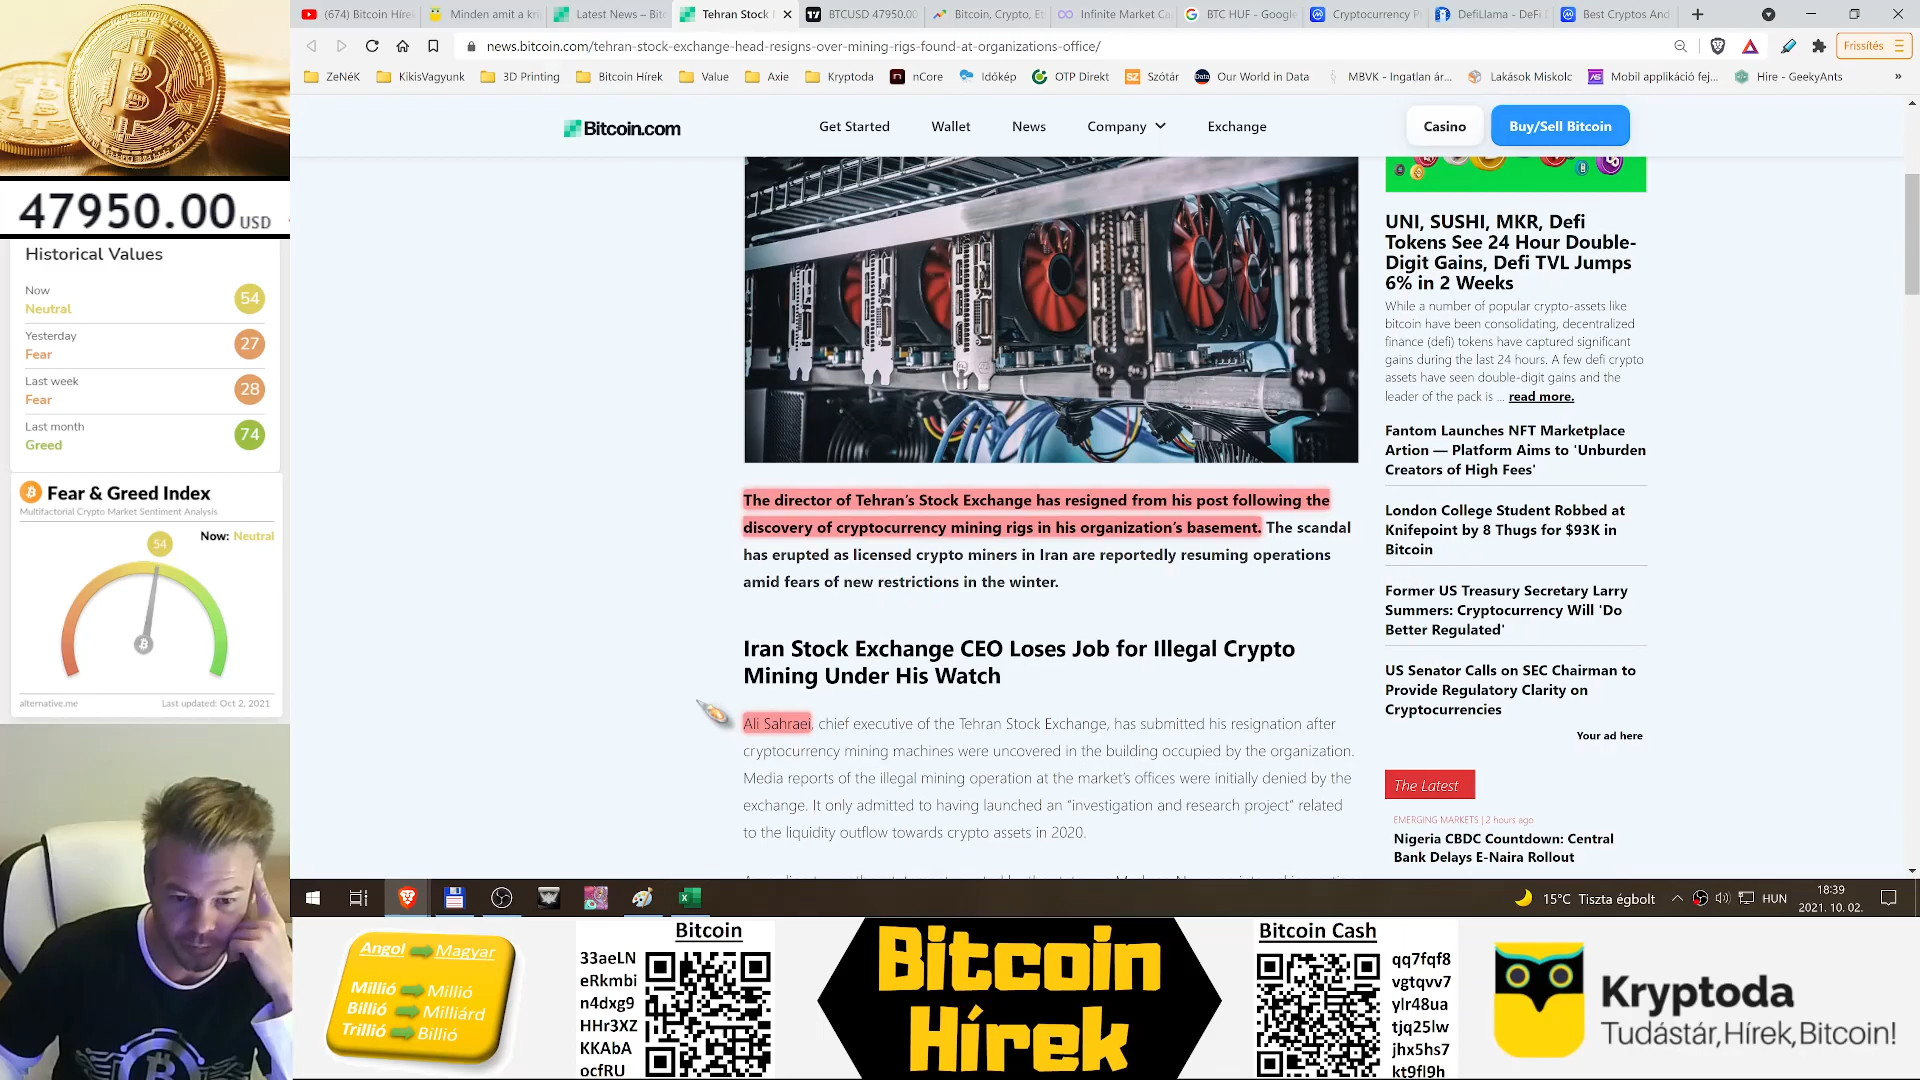 (674) Bitcoin Híre
Minden amit a kri
Latest News – Bitc
Tehran Stock
BTCUSD 47950.00
Bitcoin, Crypto, Et
Infinite Market Ca
BTC HUF - Google
Cryptocurrency P
DefiLlama - DeFi
Best Cryptos And
news.bitcoin.com/tehran-stock-exchange-head-resigns-over-mining-rigs-found-at-organizations-office/
Frissítés
ZeNéK
KikisVagyunk
3D Printing
Bitcoin Hírek
Value
Axie
Kryptoda
nCore
Időkép
OTP Direkt
Szótár
Our World in Data
MBVK - Ingatlan ár...
Lakások Miskolc
Mobil applikáció fej...
Hire - GeekyAnts
»
Bitcoin.com
Get Started
Wallet
News
Company
Exchange
Casino
Buy/Sell Bitcoin
47950.00 USD
Historical Values
Now
Neutral
54
Yesterday
Fear
27
Last week
Fear
28
Last month
Greed
74
Fear & Greed Index
Multifactorial Crypto Market Sentiment Analysis
Now: Neutral
54
alternative.me
Last updated: Oct 2, 2021
The director of Tehran's Stock Exchange has resigned from his post following the
discovery of cryptocurrency mining rigs in his organization's basement. The scandal
has erupted as licensed crypto miners in Iran are reportedly resuming operations
amid fears of new restrictions in the winter.
Iran Stock Exchange CEO Loses Job for Illegal Crypto
Mining Under His Watch
Ali Sahraei, chief executive of the Tehran Stock Exchange, has submitted his resignation after
cryptocurrency mining machines were uncovered in the building occupied by the organization.
Media reports of the illegal mining operation at the market's offices were initially denied by the
exchange. It only admitted to having launched an “investigation and research project” related
to the liquidity outflow towards crypto assets in 2020.
UNI, SUSHI, MKR, Defi
Tokens See 24 Hour Double-
Digit Gains, Defi TVL Jumps
6% in 2 Weeks
While a number of popular crypto-assets like
bitcoin have been consolidating, decentralized
finance (defi) tokens have captured significant
gains during the last 24 hours. A few defi crypto
assets have seen double-digit gains and the
leader of the pack is ... read more.
Fantom Launches NFT Marketplace
Artion — Platform Aims to 'Unburden
Creators of High Fees'
London College Student Robbed at
Knifepoint by 8 Thugs for $93K in
Bitcoin
Former US Treasury Secretary Larry
Summers: Cryptocurrency Will 'Do
Better Regulated'
US Senator Calls on SEC Chairman to
Provide Regulatory Clarity on
Cryptocurrencies
Your ad here
The Latest
EMERGING MARKETS | 2 hours ago
Nigeria CBDC Countdown: Central
Bank Delays E-Naira Rollout
15°C Tiszta égbolt
HUN
18:39
2021. 10. 02.
Angol Magyar
Millió Millió
Billió Milliárd
Trillió Billió
Bitcoin
33aeLN
eRkmbi
n4dxg9
HHr3XZ
KKAbA
ocfRU
Bitcoin
Hírek
Bitcoin Cash
qq7fqf8
vgtqvv7
ylr48ua
tjq25lw
jhx5hs7
kt9fl9h
Kryptoda
Tudástár,Hírek,Bitcoin!